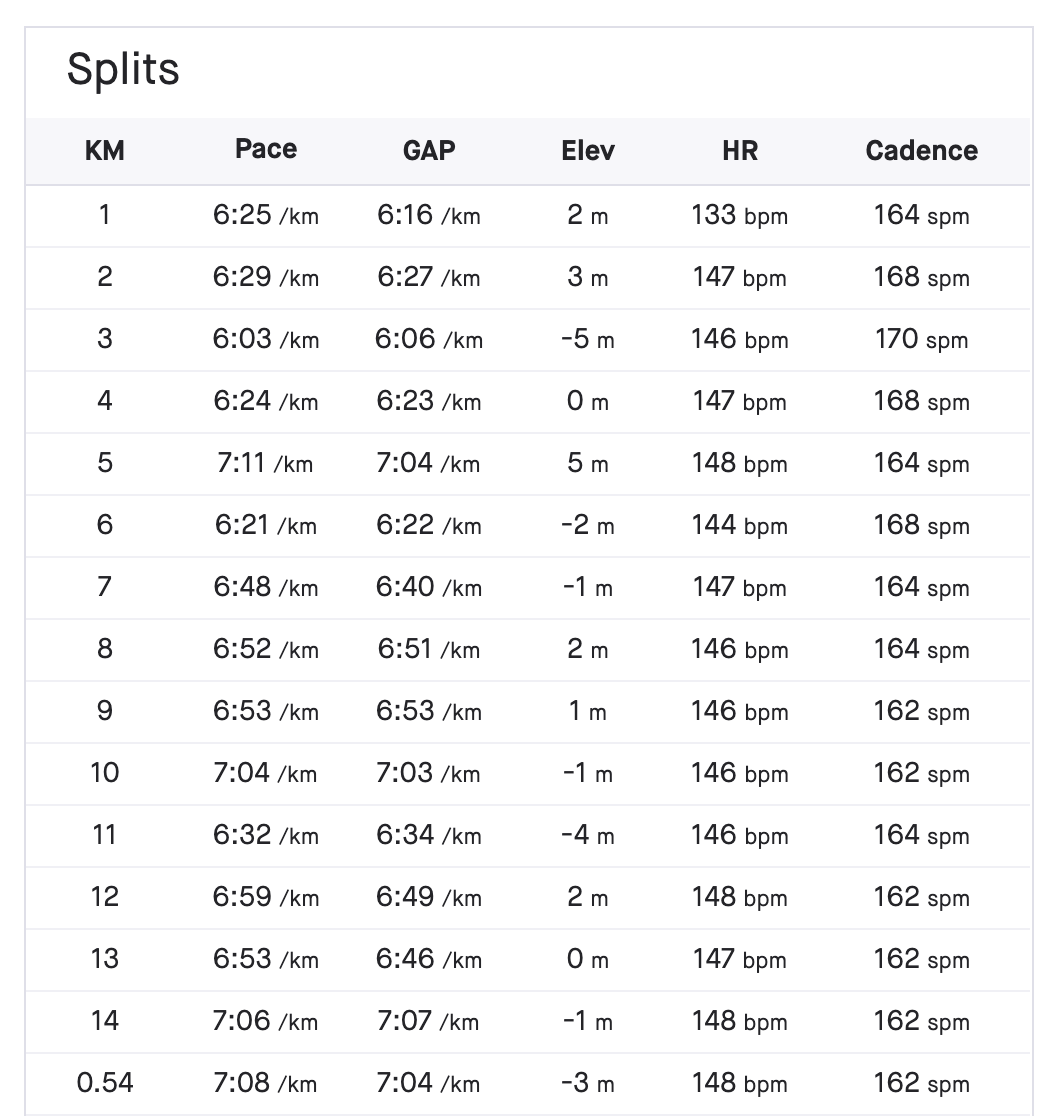 Splits
KM Pace GAP Elev HR Cadence
1 6:25 /km 6:16 /km 2 m 133 bpm 164 spm
2 6:29 /km 6:27 /km 3 m 147 bpm 168 spm
3 6:03 /km 6:06 /km -5 m 146 bpm 170 spm
4 6:24 /km 6:23 /km 0 m 147 bpm 168 spm
5 7:11 /km 7:04 /km 5 m 148 bpm 164 spm
6 6:21 /km 6:22 /km -2 m 144 bpm 168 spm
7 6:48 /km 6:40 /km -1 m 147 bpm 164 spm
8 6:52 /km 6:51 /km 2 m 146 bpm 164 spm
9 6:53 /km 6:53 /km 1 m 146 bpm 162 spm
10 7:04 /km 7:03 /km -1 m 146 bpm 162 spm
11 6:32 /km 6:34 /km -4 m 146 bpm 164 spm
12 6:59 /km 6:49 /km 2 m 148 bpm 162 spm
13 6:53 /km 6:46 /km 0 m 147 bpm 162 spm
14 7:06 /km 7:07 /km -1 m 148 bpm 162 spm
0.54 7:08 /km 7:04 /km -3 m 148 bpm 162 spm